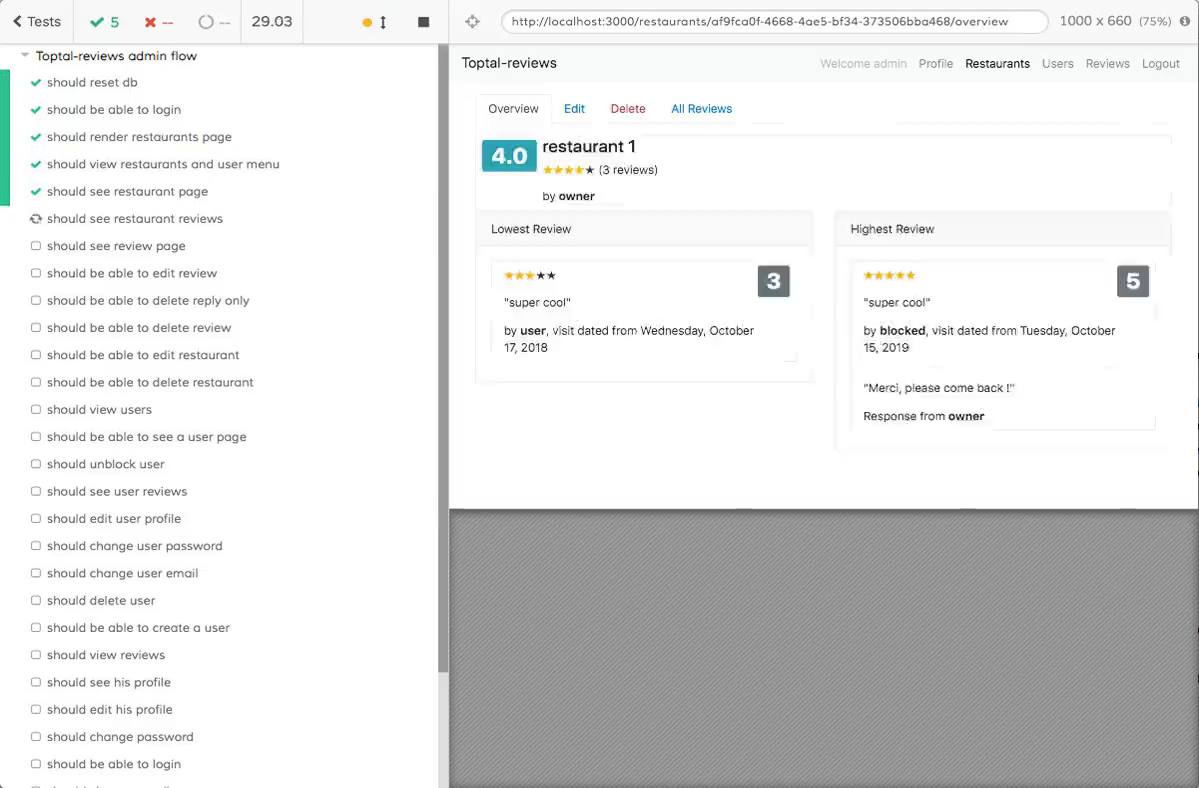 Tests
5
--
--
29.03
http://localhost:3000/restaurants/af9fca0f-4668-4ae5-bf34-373506bba468/overview
1000 x 660 (75%)
Toptal-reviews admin flow
should reset db
should be able to login
should render restaurants page
should view restaurants and user menu
should see restaurant page
should see restaurant reviews
should see review page
should be able to edit review
should be able to delete reply only
should be able to delete review
should be able to edit restaurant
should be able to delete restaurant
should view users
should be able to see a user page
should unblock user
should see user reviews
should edit user profile
should change user password
should change user email
should delete user
should be able to create a user
should view reviews
should see his profile
should edit his profile
should change password
should be able to login
Toptal-reviews
Welcome admin Profile Restaurants Users Reviews Logout
Overview Edit Delete All Reviews
4.0
restaurant 1
★★★★★ (3 reviews)
by owner
Lowest Review
★★★★★
3
"super cool"
by user, visit dated from Wednesday, October
17, 2018
Highest Review
★★★★★
5
"super cool"
by blocked, visit dated from Tuesday, October
15, 2019
"Merci, please come back !"
Response from owner